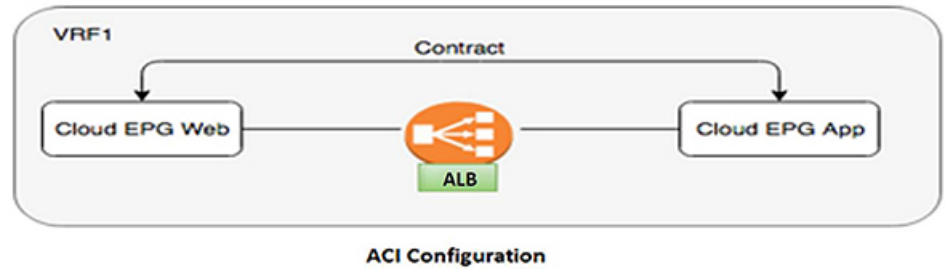 VRF1
Contract
Cloud EPG Web
Cloud EPG App
ALB
ACI Configuration